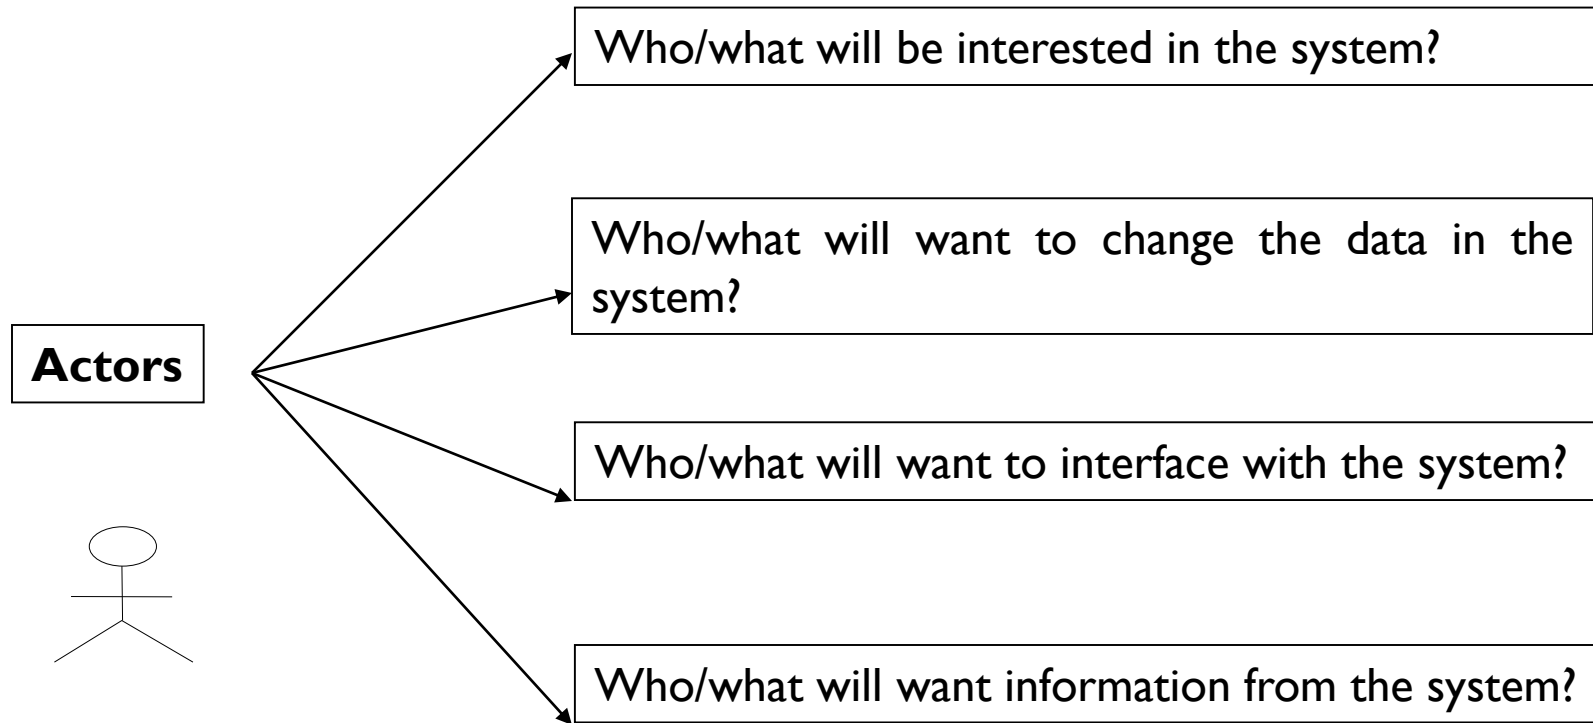 Who/what will be interested in the system?
Who/what will want to change the data in the
system?
Actors
Who/what will want to interface with the system?
Who/what will want information from the system?